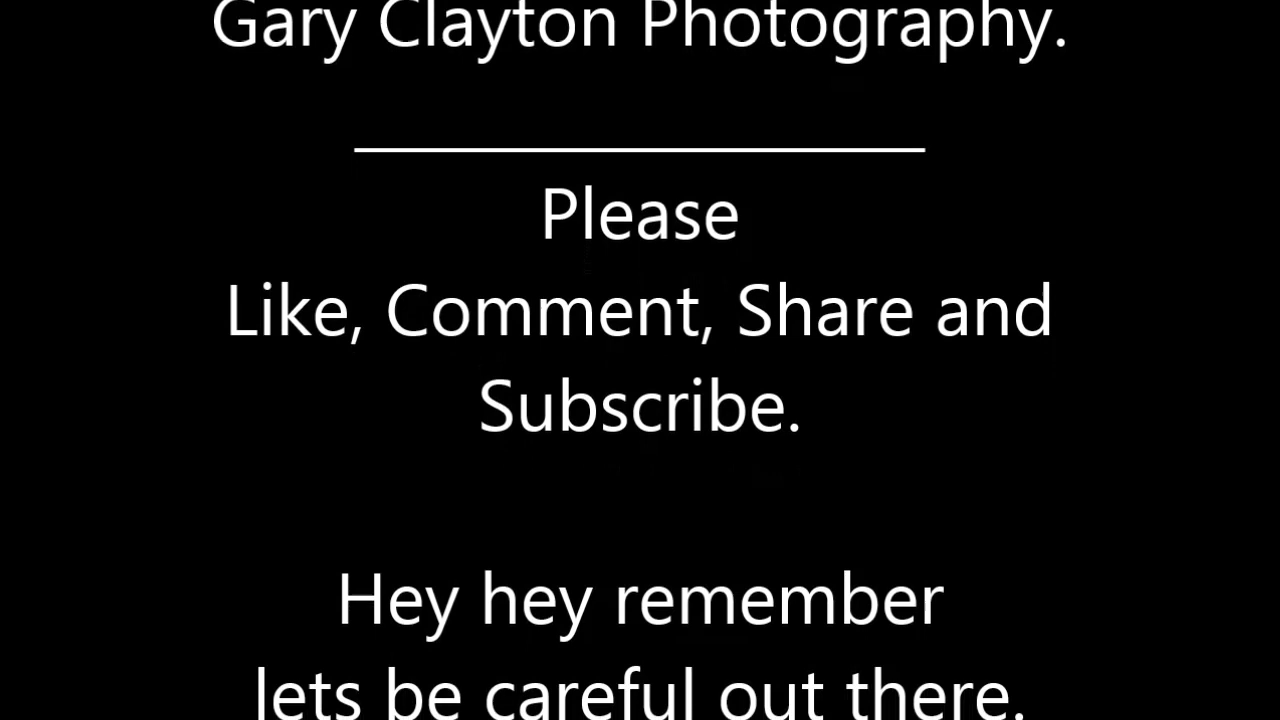 Gary Clayton Photography.
Please
Like, Comment, Share and
Subscribe.
Hey hey remember
lets be careful out there.